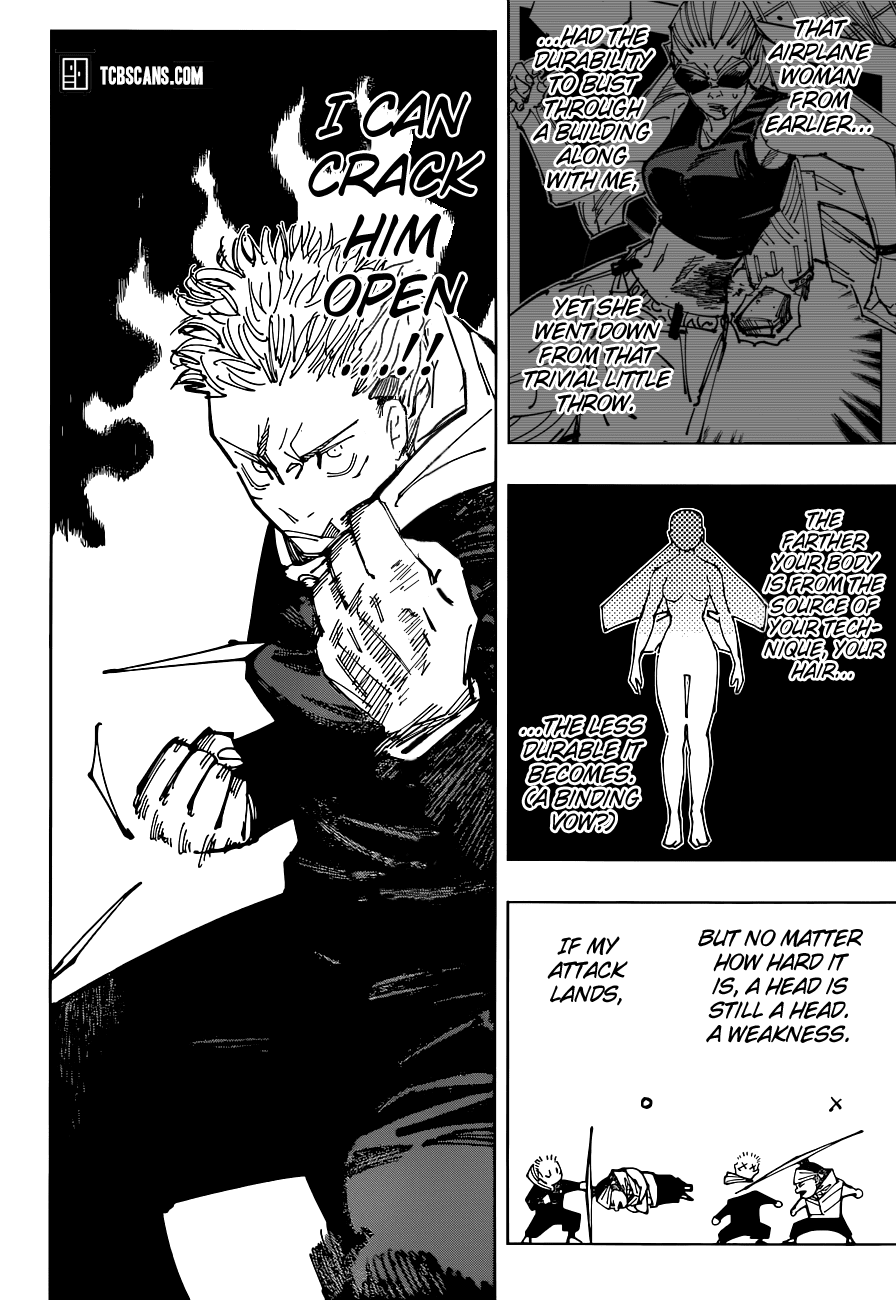 THAT
AIRPLANE
WOMAN
FROM
EARLIER...
...HAD THE
DURABILITY
TO BUST
THROUGH
A BUILDING
ALONG
WITH ME,
YET SHE
WENT DOWN
FROM THAT
TRIVIAL LITTLE
THROW.
THE
FARTHER
YOUR BODY
IS FROM THE
SOURCE OF
YOUR TECH-
NIQUE, YOUR
HAIR...
...THE LESS
DURABLE IT
BECOMES.
(A BINDING
VOW?)
BUT NO MATTER
HOW HARD IT
IS, A HEAD IS
STILL A HEAD.
A WEAKNESS.
IF MY
ATTACK
LANDS,
I CAN
CRACK
HIM
OPEN
....!!
TCBSCANS.COM